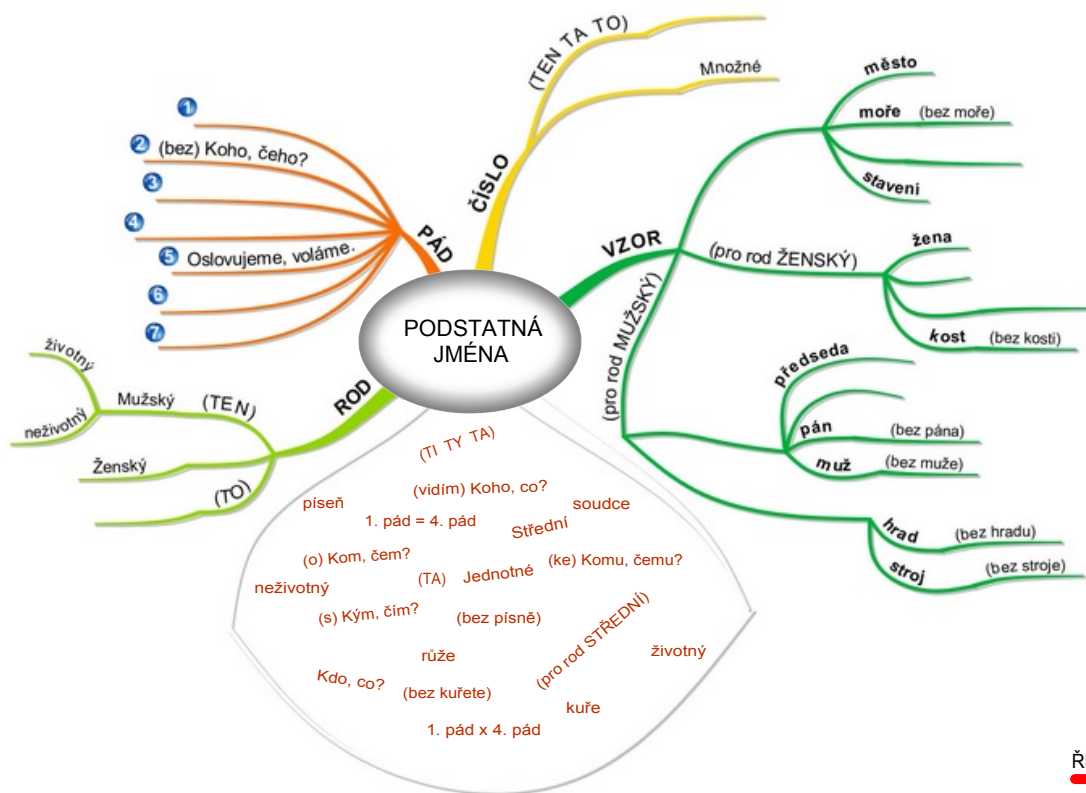 PODSTATNÁ
JMÉNA
PÁD
1
2 (bez) Koho, čeho?
3
4
5 Oslovujeme, voláme.
6
7
ČÍSLO
(TEN TA TO)
Množné
VZOR
město
moře (bez moře)
stavení
(pro rod ŽENSKÝ)
žena
kost (bez kosti)
(pro rod MUŽSKÝ)
předseda
pán (bez pána)
muž (bez muže)
hrad (bez hradu)
stroj (bez stroje)
ROD
(TEN)
Mužský
životný
neživotný
Ženský
(TO)
(TI TY TA)
(vidím) Koho, co?
píseň
soudce
1. pád = 4. pád
Střední
(o) Kom, čem?
(ke) Komu, čemu?
neživotný
(TA)
Jednotné
(s) Kým, čím?
(bez písně)
(pro rod STŘEDNÍ)
růže
životný
Kdo, co?
(bez kuřete)
kuře
1. pád x 4. pád